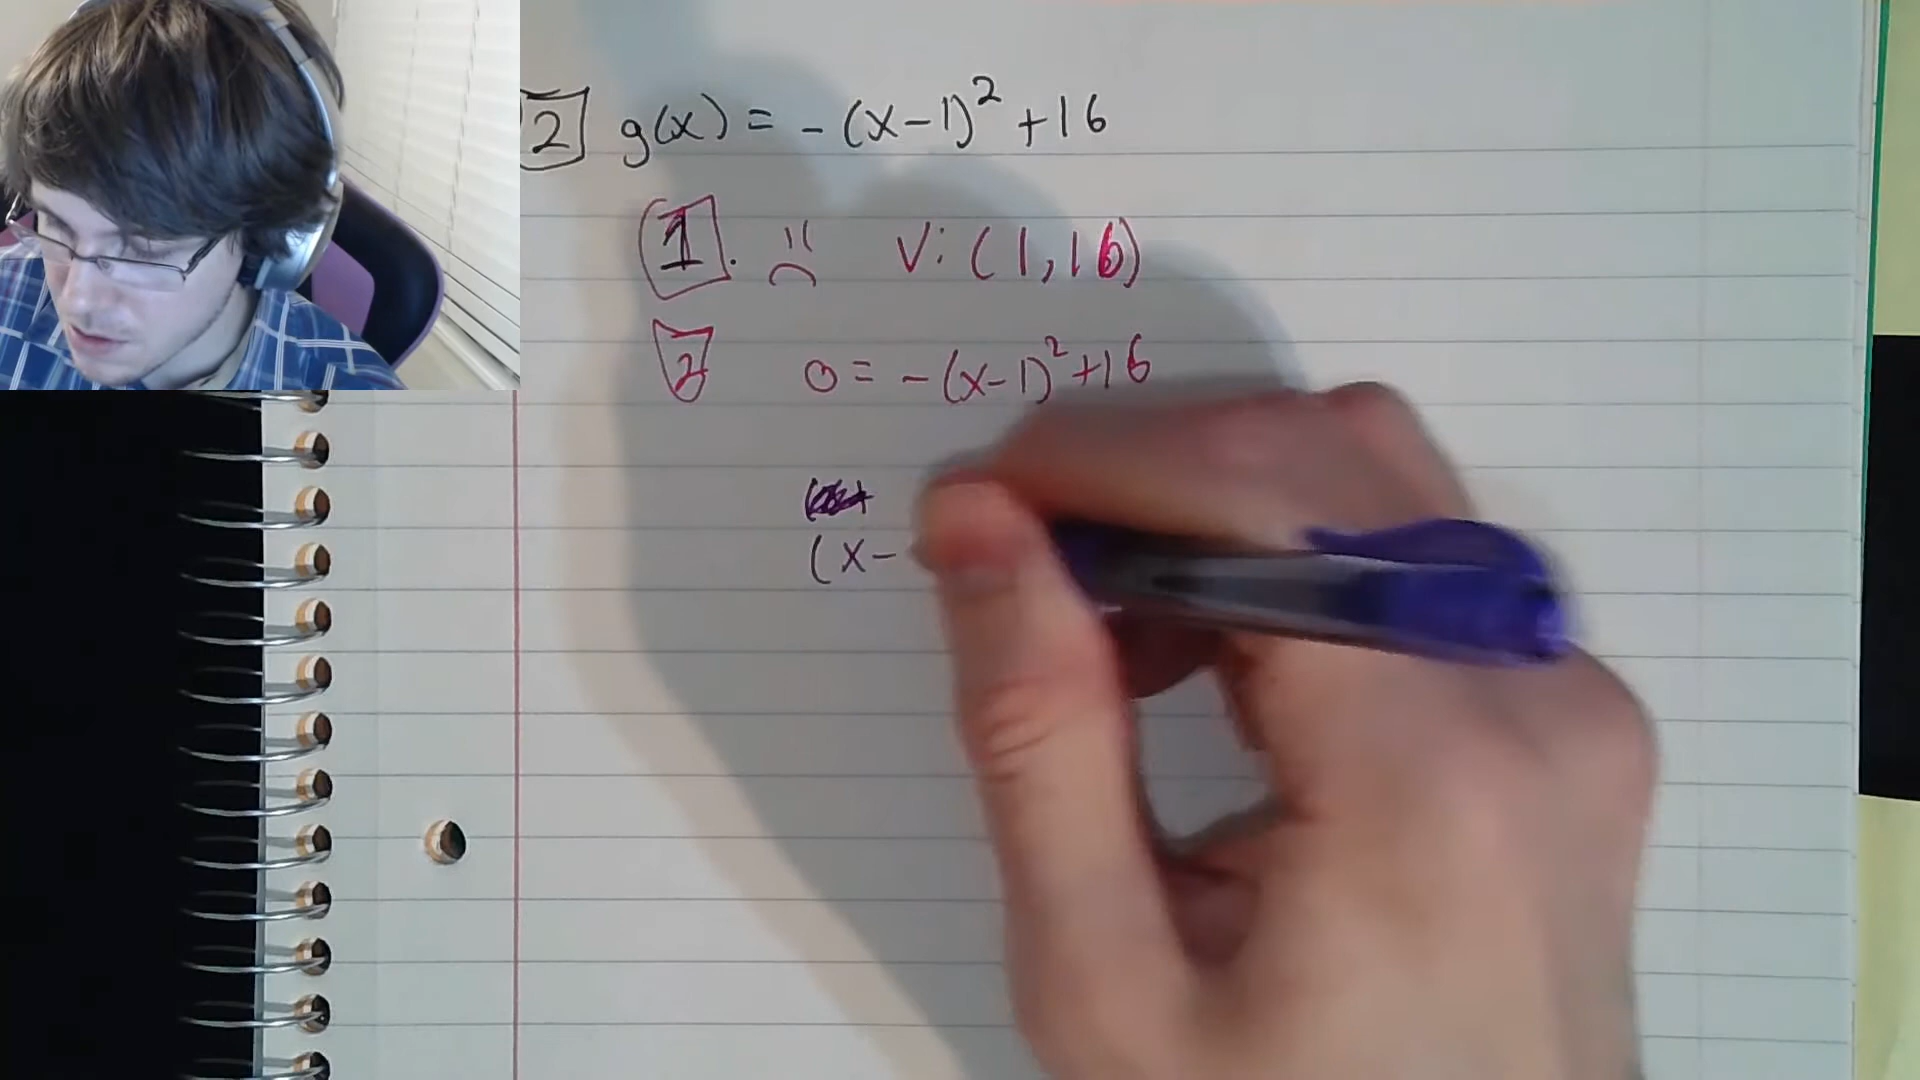 2 g(x) = -(x-1)² +16
1. V: (1,16)
2 0 = -(x-1)²+16
(x-